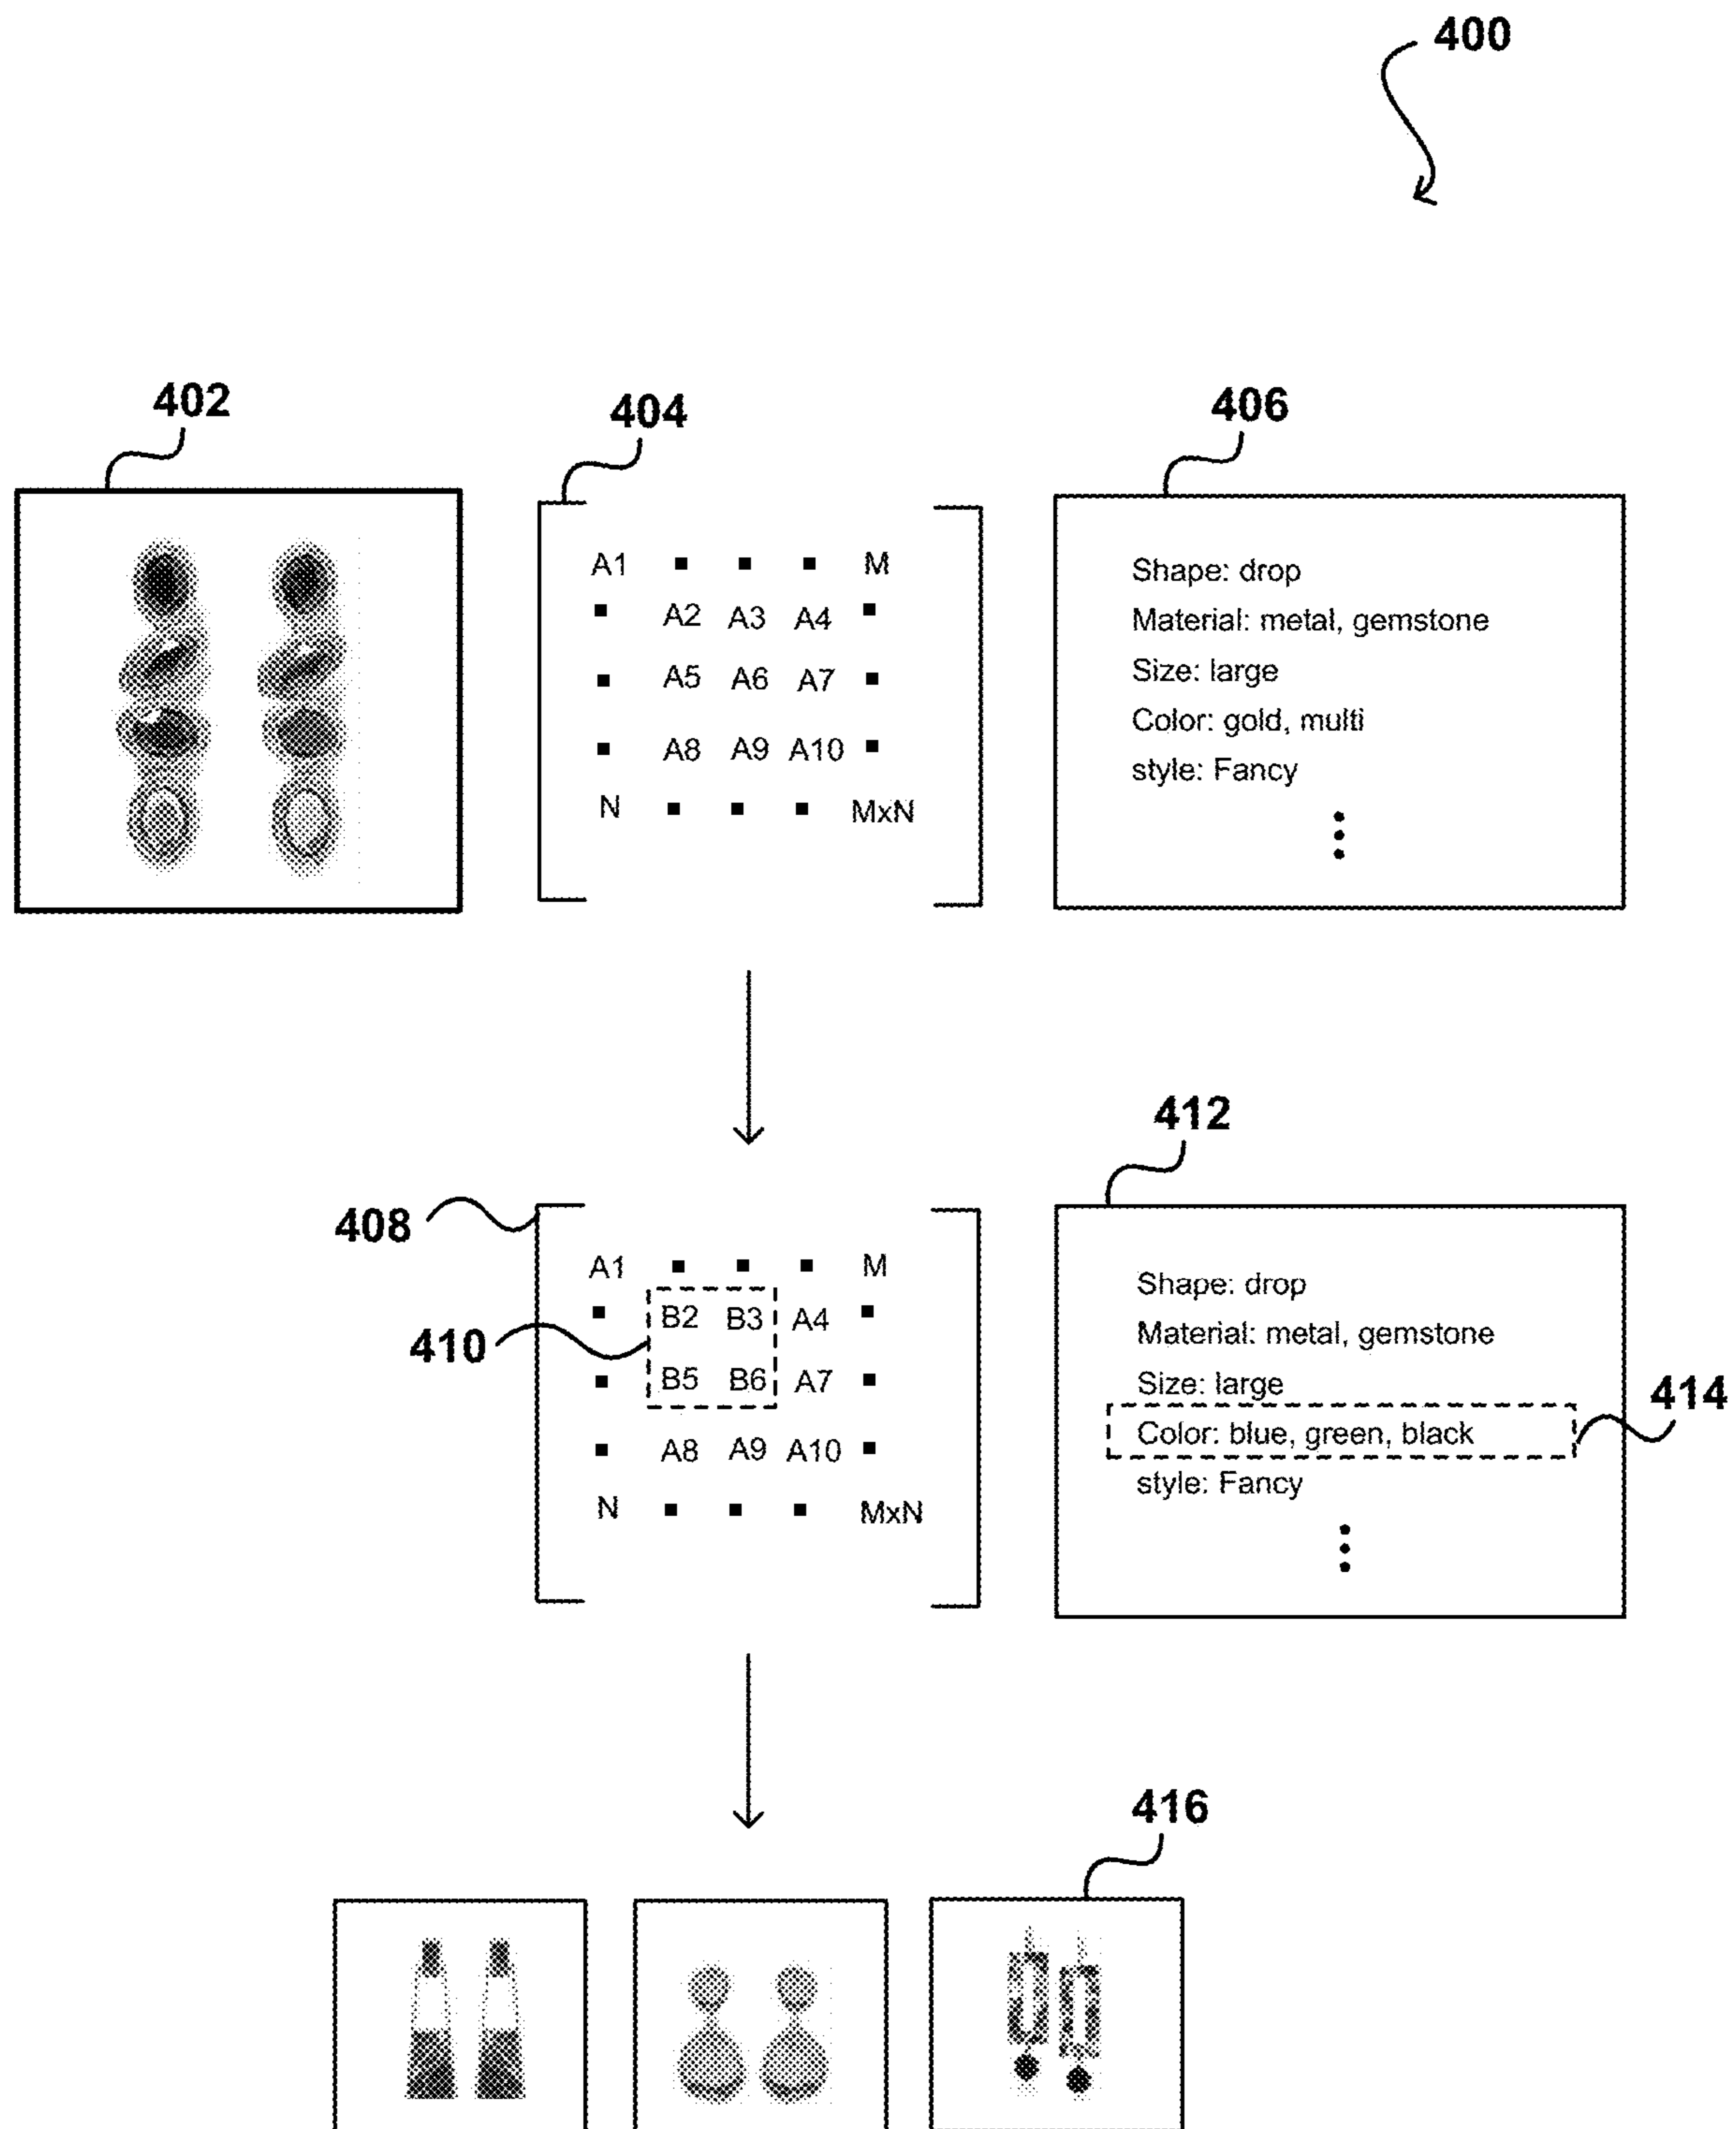 400
402
404
406
A1 ▪ ▪ ▪ M
▪ A2 A3 A4 ▪
▪ A5 A6 A7 ▪
▪ A8 A9 A10 ▪
N ▪ ▪ ▪ MxN
Shape: drop
Material: metal, gemstone
Size: large
Color: gold, multi
style: Fancy
412
408
410
A1 ▪ ▪ ▪ M
▪ B2 B3 A4 ▪
▪ B5 B6 A7 ▪
▪ A8 A9 A10 ▪
N ▪ ▪ ▪ MxN
Shape: drop
Material: metal, gemstone
Size: large
Color: blue, green, black
style: Fancy
414
416